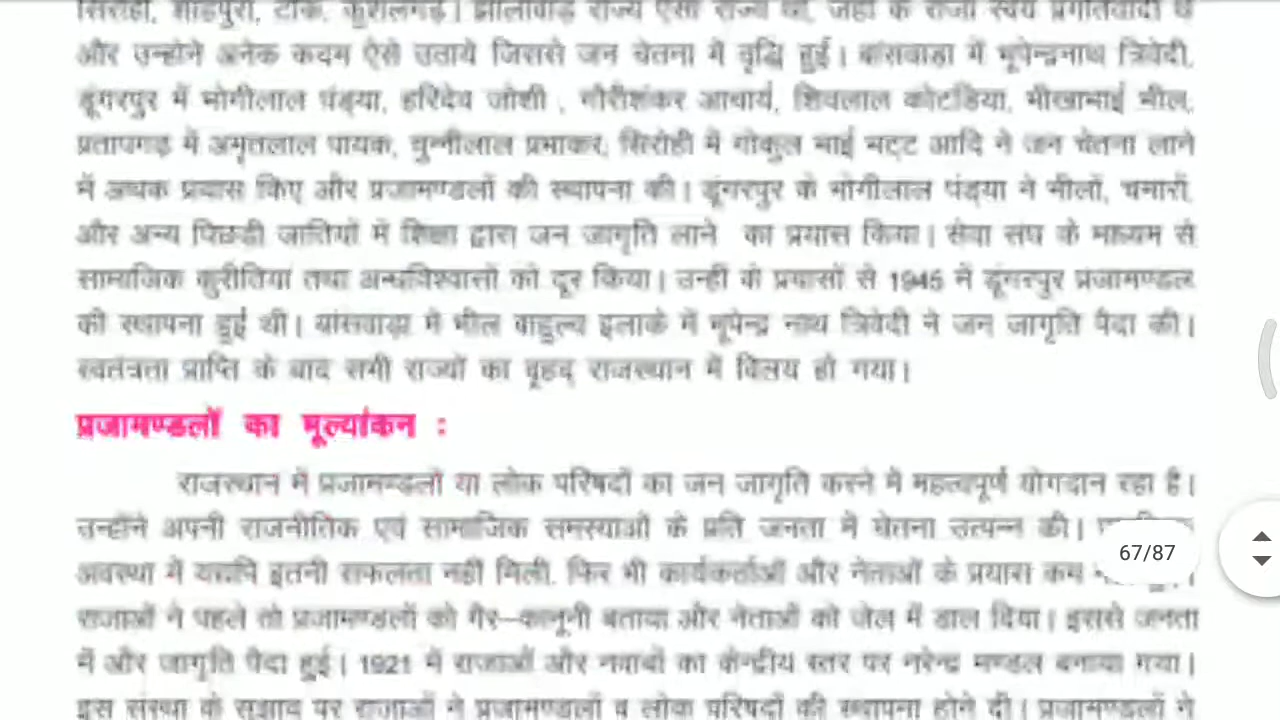 सिरोही, शाहपुरा, टोंक, कुशलगढ़। झालावाड़ राज्य ऐसा राज्य था, जहां के राजा स्वयं प्रगतिवादी थे
और उन्होंने अनेक कदम ऐसे उठाये जिससे जन चेतना में वृद्धि हुई। बांसवाडा में भूपेन्द्रनाथ त्रिवेदी,
डूंगरपुर में भोगीलाल पंड्या, हरिदेव जोशी , गौरीशंकर आचार्य, शिवलाल कोटडिया, भीखाभाई भील,
प्रतापगढ़ में अमृतलाल पायक, चुन्नीलाल प्रभाकर, सिरोही में गोकुल भाई भट्ट आदि ने जन चेतना लाने
में अथक प्रयास किए और प्रजामण्डलों की स्थापना की। डूंगरपुर के भोगीलाल पंड्या ने भीलों, चमारों,
और अन्य पिछडी जातियों में शिक्षा द्वारा जन जागृति लाने का प्रयास किया। सेवा संघ के माध्यम से
सामाजिक कुरीतियां तथा अन्धविश्वासों को दूर किया। उन्हीं के प्रयासों से 1945 में डूंगरपुर प्रजामण्डल
की स्थापना हुई थी। बांसवाड़ा में भील बाहुल्य इलाके में भूपेन्द्र नाथ त्रिवेदी ने जन जागृति पैदा की।
स्वतंत्रता प्राप्ति के बाद सभी राज्यों का वृहद् राजस्थान में विलय हो गया।
प्रजामण्डलों का मूल्यांकन :
राजस्थान में प्रजामण्डलों या लोक परिषदों का जन जागृति करने में महत्वपूर्ण योगदान रहा है।
उन्होंने अपनी राजनीतिक एवं सामाजिक समस्याओं के प्रति जनता में चेतना उत्पन्न की।
अवस्था में यद्यपि इतनी सफलता नहीं मिली, फिर भी कार्यकर्ताओं और नेताओं के प्रयास कम
67/87
राजाओं ने पहले तो प्रजामण्डलों को गैर–कानूनी बताया और नेताओं को जेल में डाल दिया। इससे जनता
में और जागृति पैदा हुई। 1921 में राजाओं और नवाबों का केन्द्रीय स्तर पर नरेन्द्र मण्डल बनाया गया।
इस संस्था के सुझाव पर राजाओं ने प्रजामण्डलों व लोक परिषदों की स्थापना होने दी। प्रजामण्डलों ने